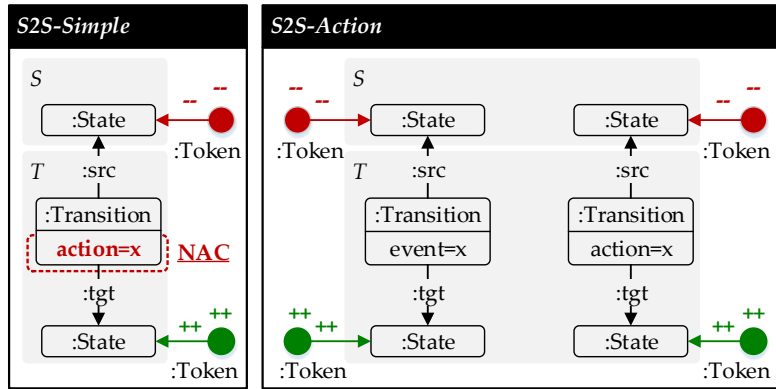 S2S-Simple
S
--
--
:State
:Token
:src
T
:Transition
action=x
NAC
:tgt
++
++
:State
:Token
S2S-Action
S
--
--
--
--
:State
:State
:Token
:Token
:src
:src
T
:Transition
:Transition
event=x
action=x
:tgt
:tgt
++
++
++
++
:State
:State
:Token
:Token